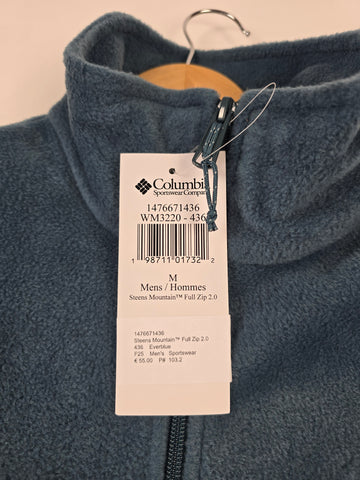 Columbia
Sportswear Company
1476671436
WM3220 - 436
1 98711 01732 2
M
Mens / Hommes
Steens Mountain™ Full Zip 2.0
1476671436
Steens Mountain™ Full Zip 2.0
436 Everblue
F25 Men's Sportswear
€ 55.00 P# 103.2